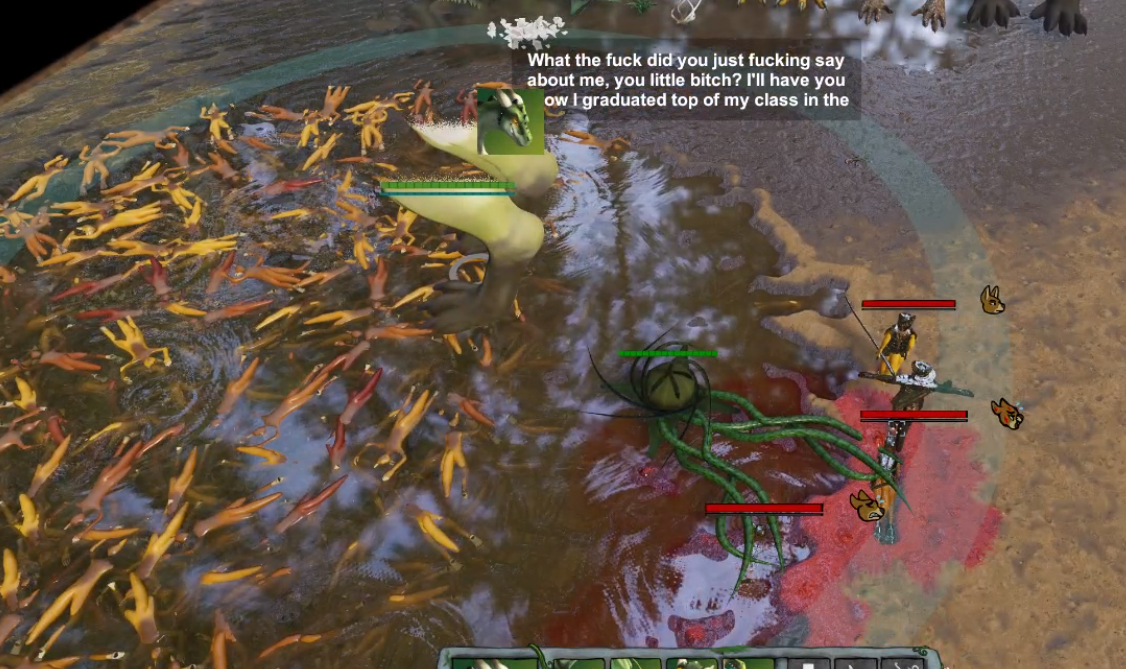 What the fuck did you just fucking say
about me, you little bitch? I'll have you
ow I graduated top of my class in the